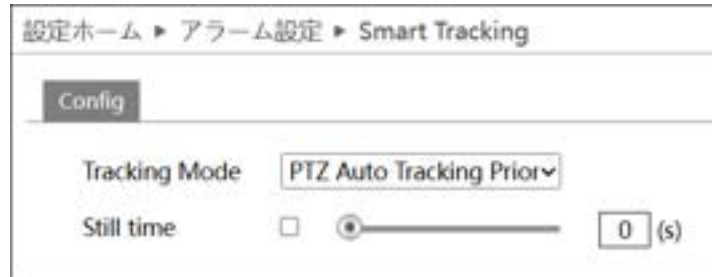 設定ホーム ▶ アラーム設定 ▶ Smart Tracking
Config
Tracking Mode PTZ Auto Tracking Prior
Still time 0 (s)